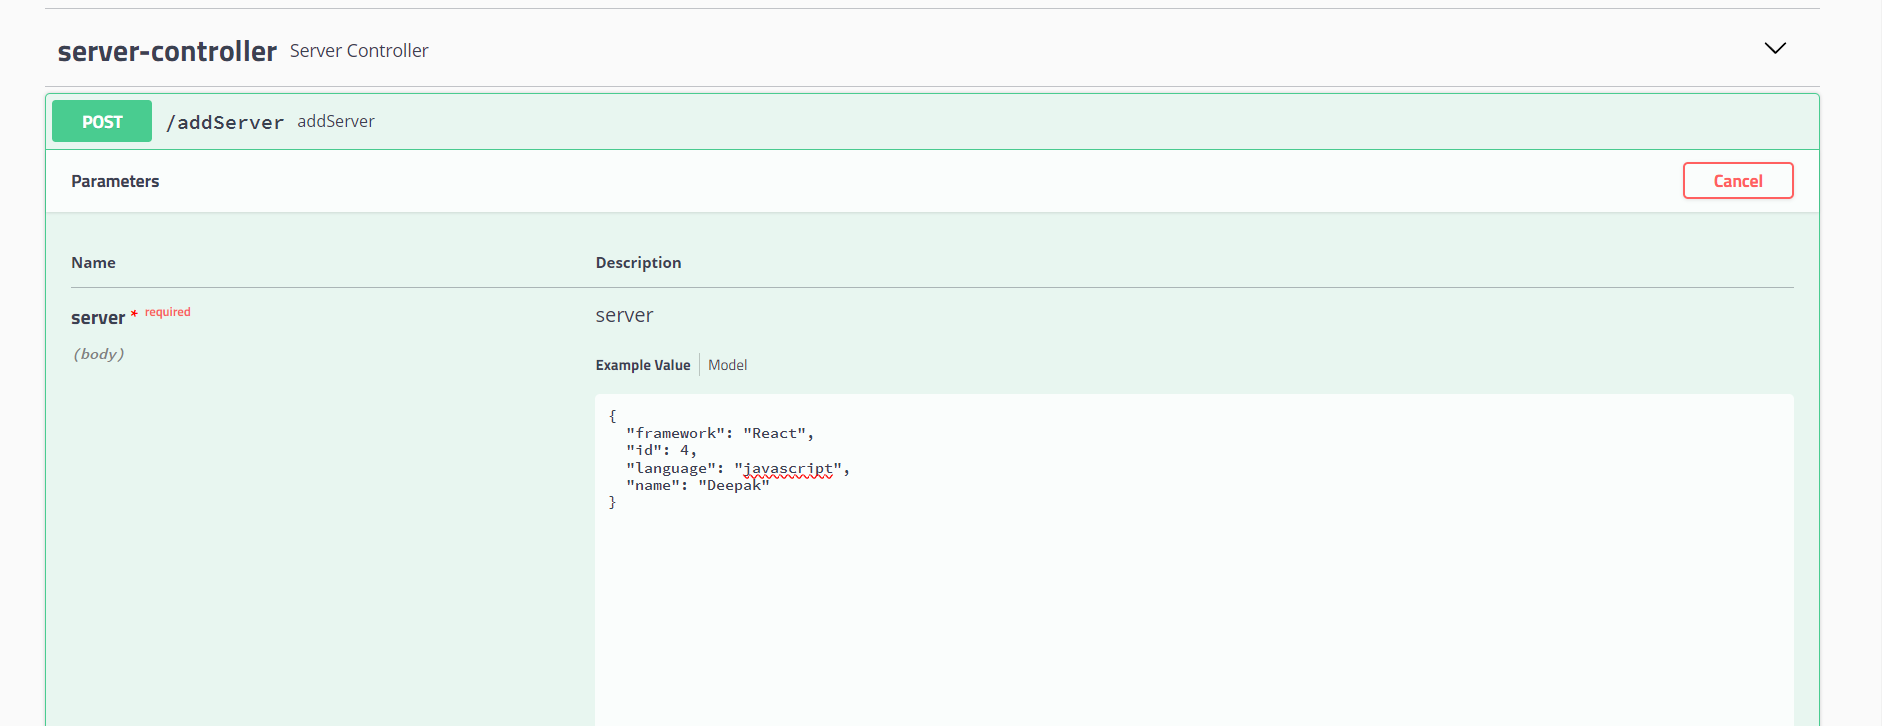 server-controller Server Controller
POST /addServer addServer
Parameters Cancel
Name Description
server * required server
(body)
Example Value Model
{
  "framework": "React",
  "id": 4,
  "language": "javascript",
  "name": "Deepak"
}